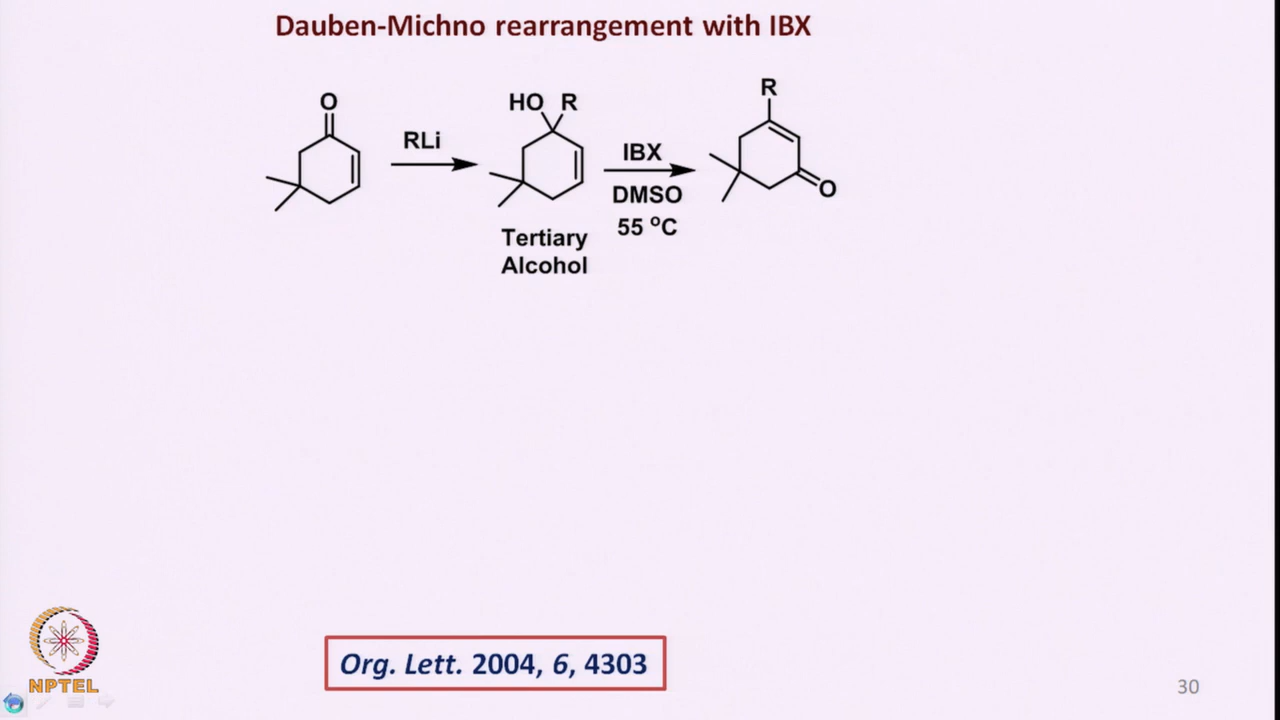 Dauben-Michno rearrangement with IBX
O
RLi
HO R
Tertiary
Alcohol
IBX
DMSO
55 °C
R
O
Org. Lett. 2004, 6, 4303
NPTEL
30